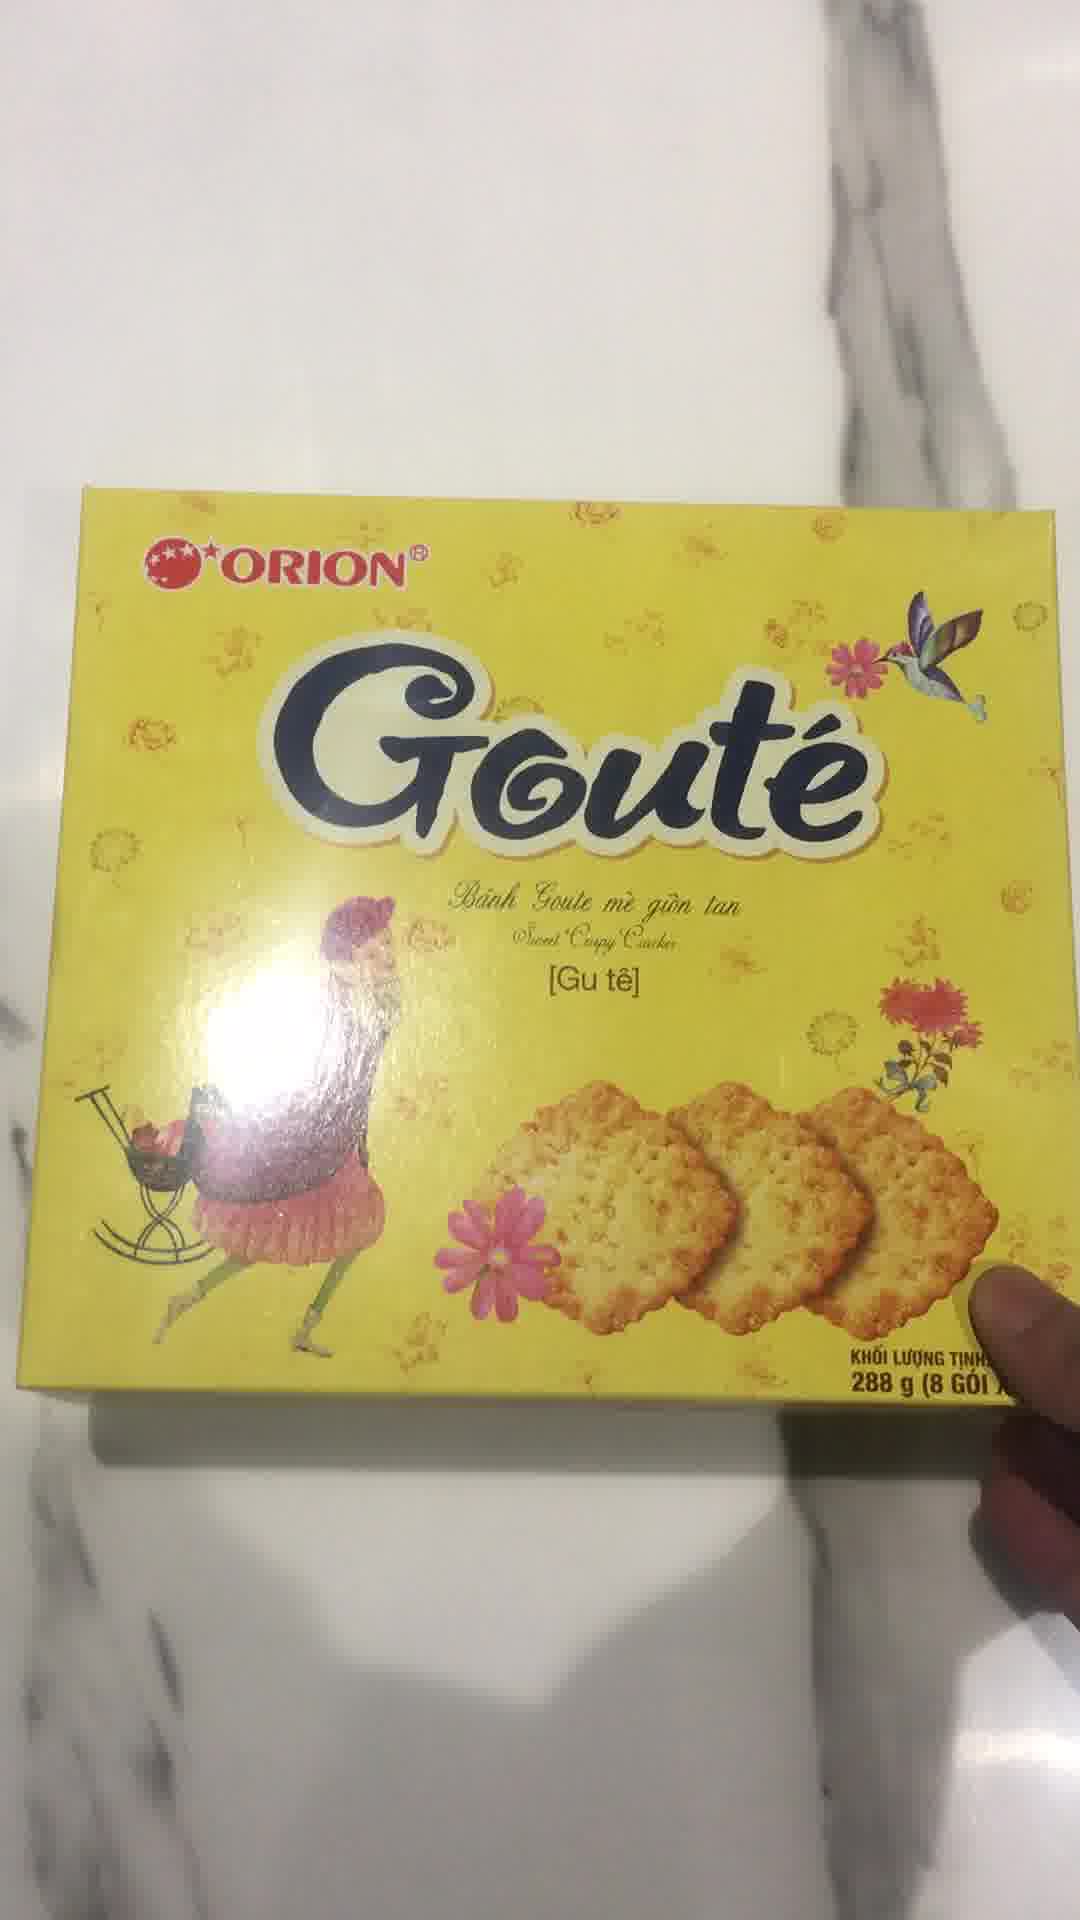 ORION®
Gouté
Bánh Goute mè giòn tan
Sweet Crispy Cracker
[Gu tê]
KHỐI LƯỢNG TỊNH
288 g (8 GÓI